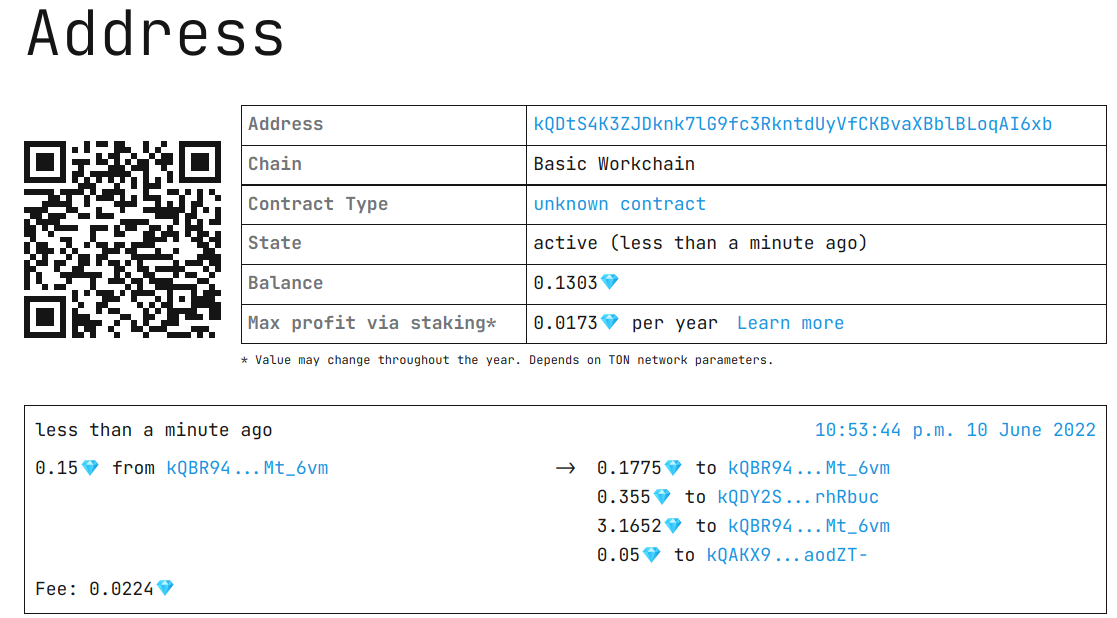 Address
Address kQDtS4K3ZJDknk7lG9fc3RkntdUyVfCKBvaXBblBLoqAI6xb
Chain Basic Workchain
Contract Type unknown contract
State active (less than a minute ago)
Balance 0.1303💎
Max profit via staking* 0.0173💎 per year Learn more
* Value may change throughout the year. Depends on TON network parameters.
less than a minute ago 10:53:44 p.m. 10 June 2022
0.15💎 from kQBR94...Mt_6vm → 0.1775💎 to kQBR94...Mt_6vm
0.355💎 to kQDY2S...rhRbuc
3.1652💎 to kQBR94...Mt_6vm
0.05💎 to kQAKX9...aodZT-
Fee: 0.0224💎